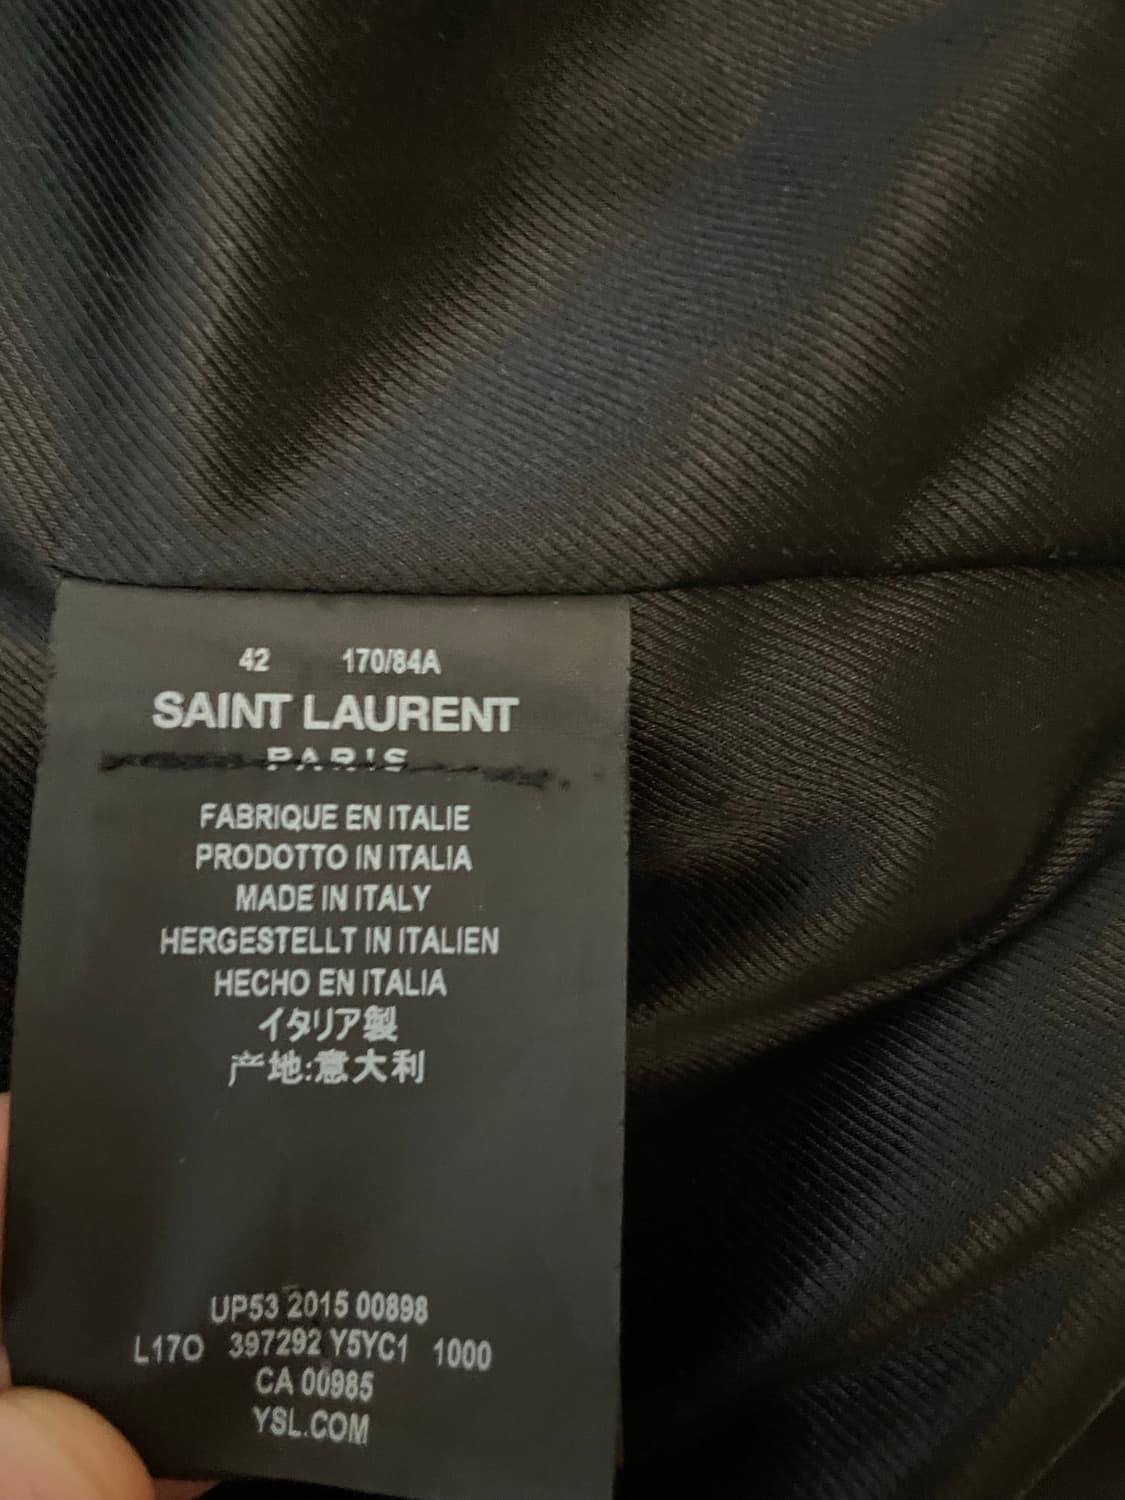 42 170/84A
SAINT LAURENT
PARIS
FABRIQUE EN ITALIE
PRODOTTO IN ITALIA
MADE IN ITALY
HERGESTELLT IN ITALIEN
HECHO EN ITALIA
イタリア製
产地:意大利
UP53 2015 00898
L17O 397292 Y5YC1 1000
CA 00985
YSL.COM